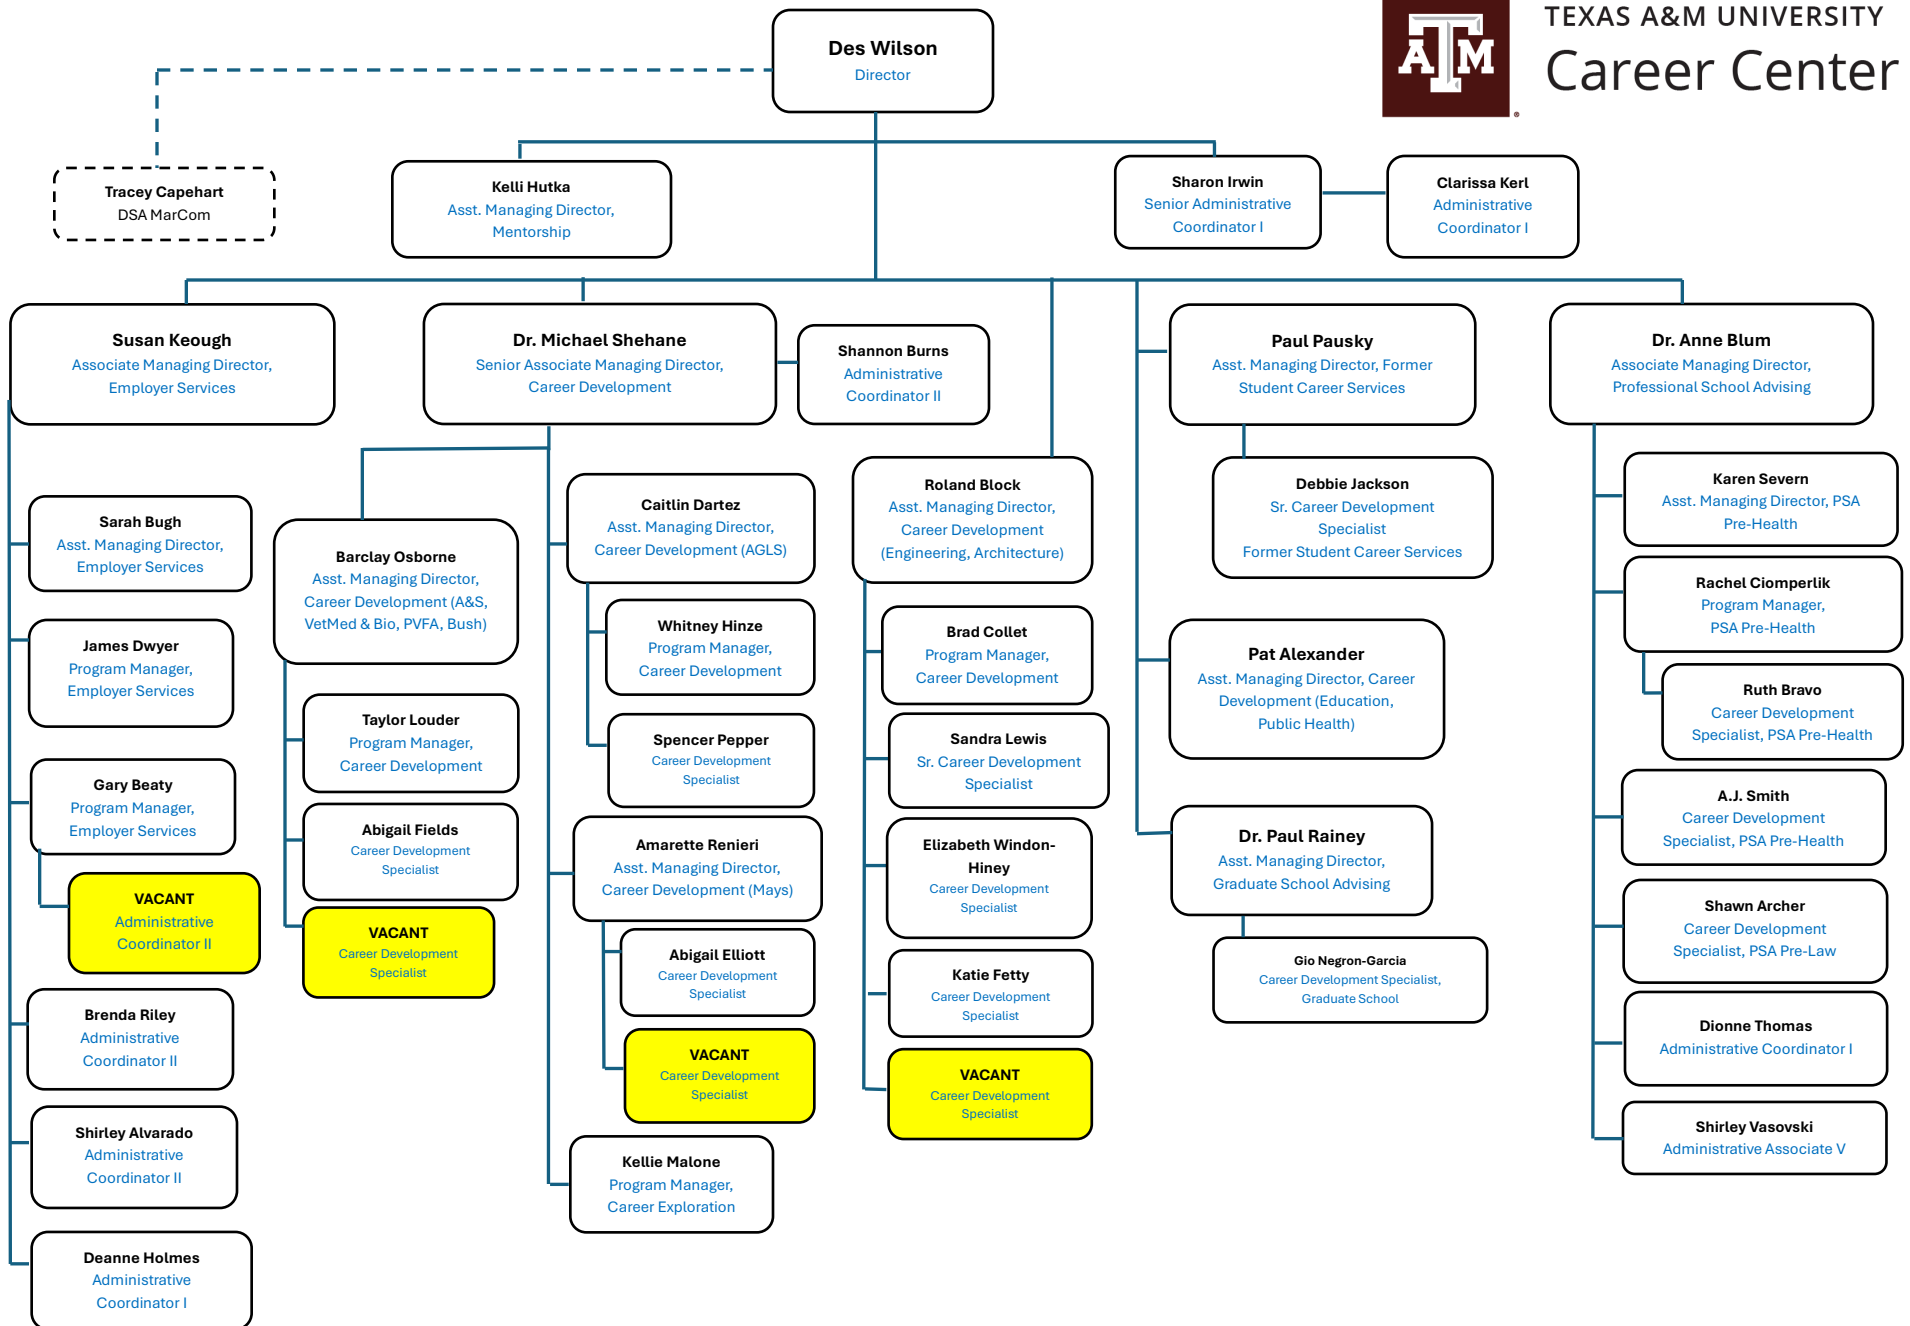 TEXAS A&M UNIVERSITY
Career Center
ATM
®
Des Wilson
Director
Tracey Capehart
DSA MarCom
Kelli Hutka
Asst. Managing Director,
Mentorship
Sharon Irwin
Senior Administrative
Coordinator I
Clarissa Kerl
Administrative
Coordinator I
Susan Keough
Associate Managing Director,
Employer Services
Dr. Michael Shehane
Senior Associate Managing Director,
Career Development
Shannon Burns
Administrative
Coordinator II
Paul Pausky
Asst. Managing Director, Former
Student Career Services
Dr. Anne Blum
Associate Managing Director,
Professional School Advising
Sarah Bugh
Asst. Managing Director,
Employer Services
James Dwyer
Program Manager,
Employer Services
Gary Beaty
Program Manager,
Employer Services
VACANT
Administrative
Coordinator II
Brenda Riley
Administrative
Coordinator II
Shirley Alvarado
Administrative
Coordinator II
Deanne Holmes
Administrative
Coordinator I
Barclay Osborne
Asst. Managing Director,
Career Development (A&S,
VetMed & Bio, PVFA, Bush)
Taylor Louder
Program Manager,
Career Development
Abigail Fields
Career Development
Specialist
VACANT
Career Development
Specialist
Caitlin Dartez
Asst. Managing Director,
Career Development (AGLS)
Whitney Hinze
Program Manager,
Career Development
Spencer Pepper
Career Development
Specialist
Amarette Renieri
Asst. Managing Director,
Career Development (Mays)
Abigail Elliott
Career Development
Specialist
VACANT
Career Development
Specialist
Kellie Malone
Program Manager,
Career Exploration
Roland Block
Asst. Managing Director,
Career Development
(Engineering, Architecture)
Brad Collet
Program Manager,
Career Development
Sandra Lewis
Sr. Career Development
Specialist
Elizabeth Windon-
Hiney
Career Development
Specialist
Katie Fetty
Career Development
Specialist
VACANT
Career Development
Specialist
Debbie Jackson
Sr. Career Development
Specialist
Former Student Career Services
Pat Alexander
Asst. Managing Director, Career
Development (Education,
Public Health)
Dr. Paul Rainey
Asst. Managing Director,
Graduate School Advising
Gio Negron-Garcia
Career Development Specialist,
Graduate School
Karen Severn
Asst. Managing Director, PSA
Pre-Health
Rachel Ciomperlik
Program Manager,
PSA Pre-Health
Ruth Bravo
Career Development
Specialist, PSA Pre-Health
A.J. Smith
Career Development
Specialist, PSA Pre-Health
Shawn Archer
Career Development
Specialist, PSA Pre-Law
Dionne Thomas
Administrative Coordinator I
Shirley Vasovski
Administrative Associate V